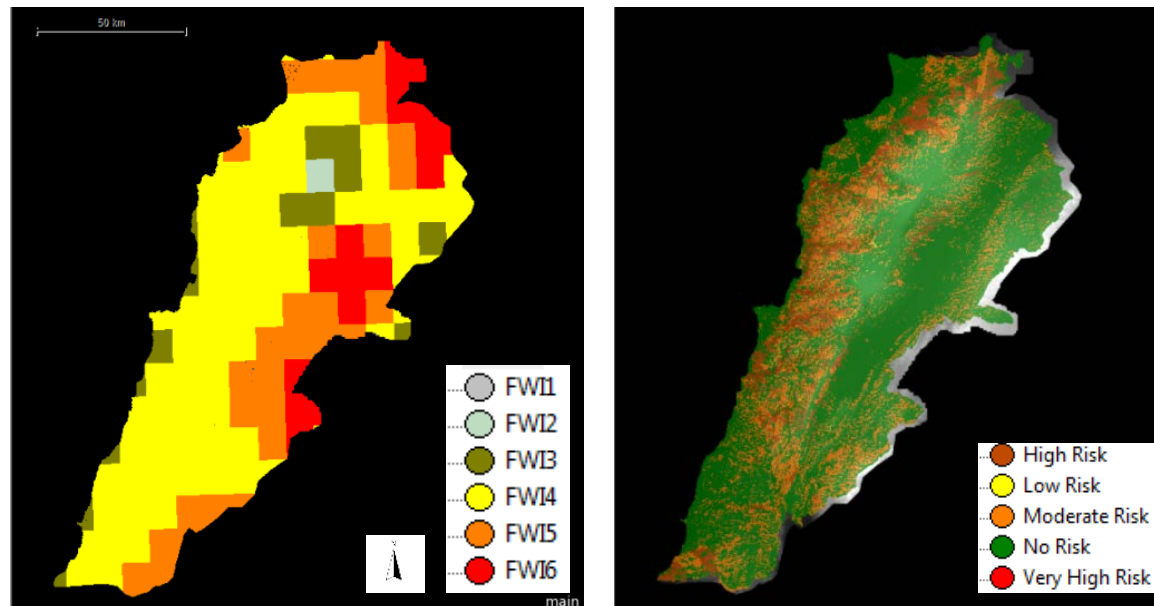 50 km
FWI1
FWI2
FWI3
FWI4
FWI5
FWI6
main
High Risk
Low Risk
Moderate Risk
No Risk
Very High Risk